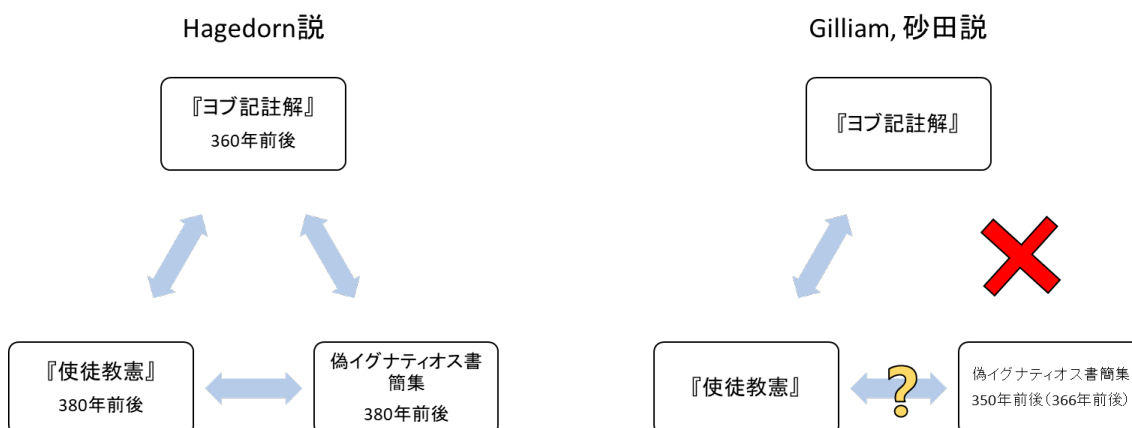 Hagedorn説
『ヨブ記註解』
360年前後
『使徒教憲』
380年前後
偽イグナティオス書
簡集
380年前後
Gilliam, 砂田説
『ヨブ記註解』
『使徒教憲』
?
偽イグナティオス書簡集
350年前後(366年前後)